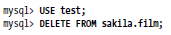 mysql> USE test;
mysql> DELETE FROM sakila.film;